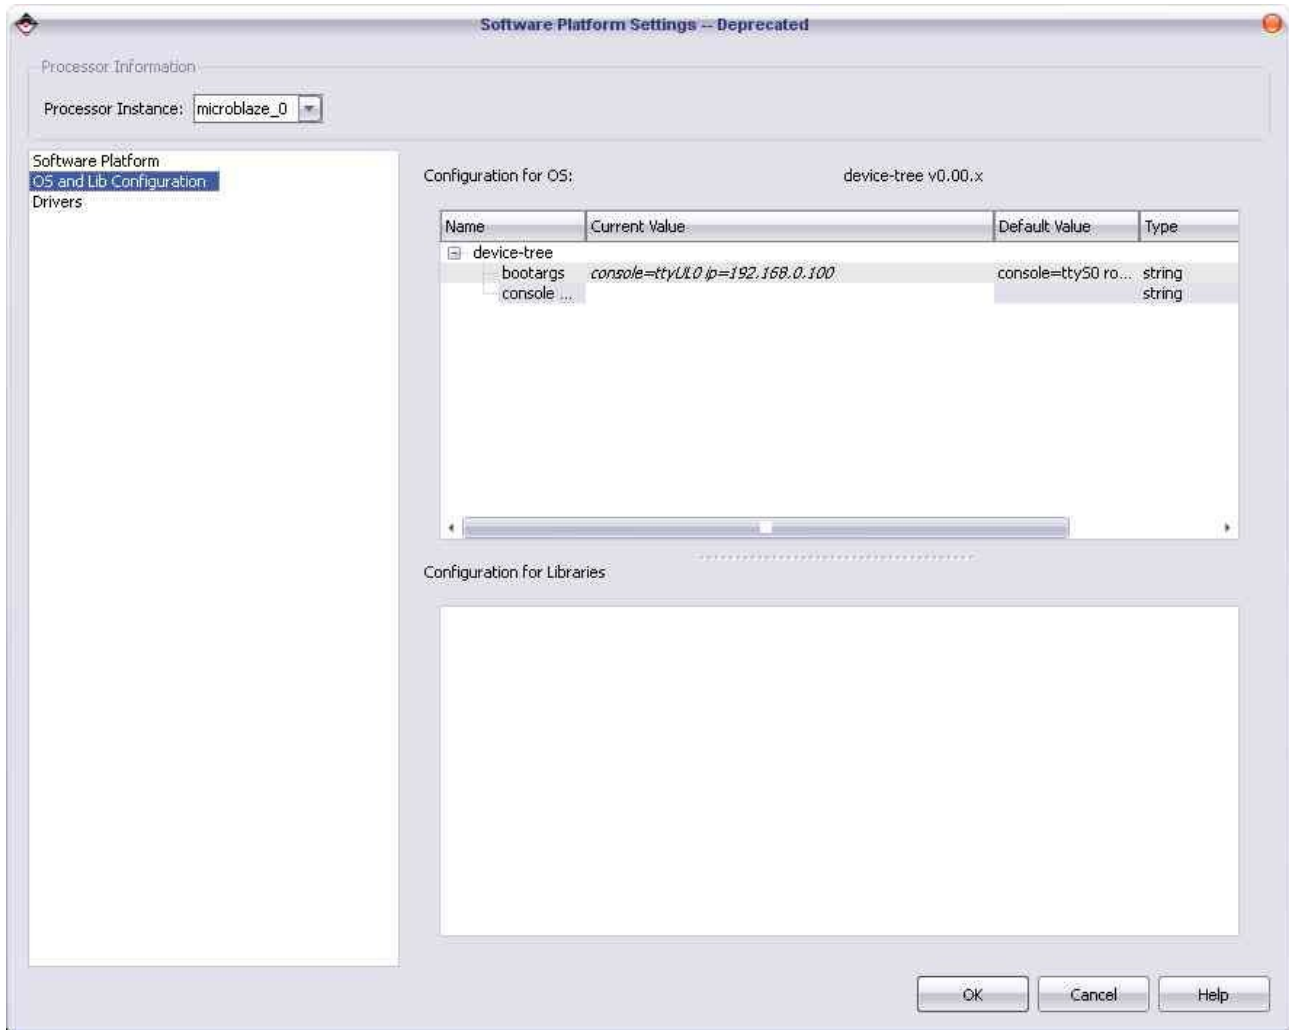 Software Platform Settings -- Deprecated
Processor Information
Processor Instance: microblaze_0
Software Platform
OS and Lib Configuration
Drivers
Configuration for OS: device-tree v0.00.x
Name Current Value Default Value Type
device-tree
bootargs console=ttyUL0 ip=192.168.0.100 console=ttyS0 ro... string
console ... string
Configuration for Libraries
OK Cancel Help